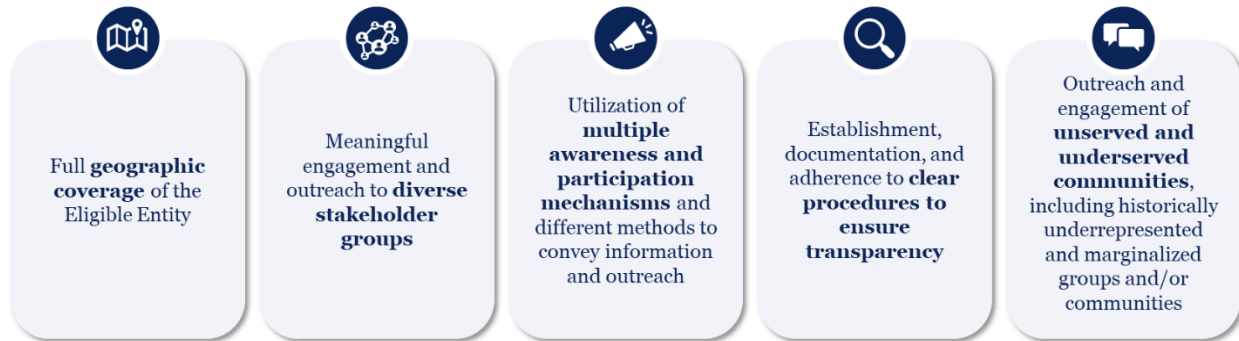 Full geographic
coverage of the
Eligible Entity
Meaningful
engagement and
outreach to diverse
stakeholder
groups
Utilization of
multiple
awareness and
participation
mechanisms and
different methods to
convey information
and outreach
Establishment,
documentation, and
adherence to clear
procedures to
ensure
transparency
Outreach and
engagement of
unserved and
underserved
communities,
including historically
underrepresented
and marginalized
groups and/or
communities